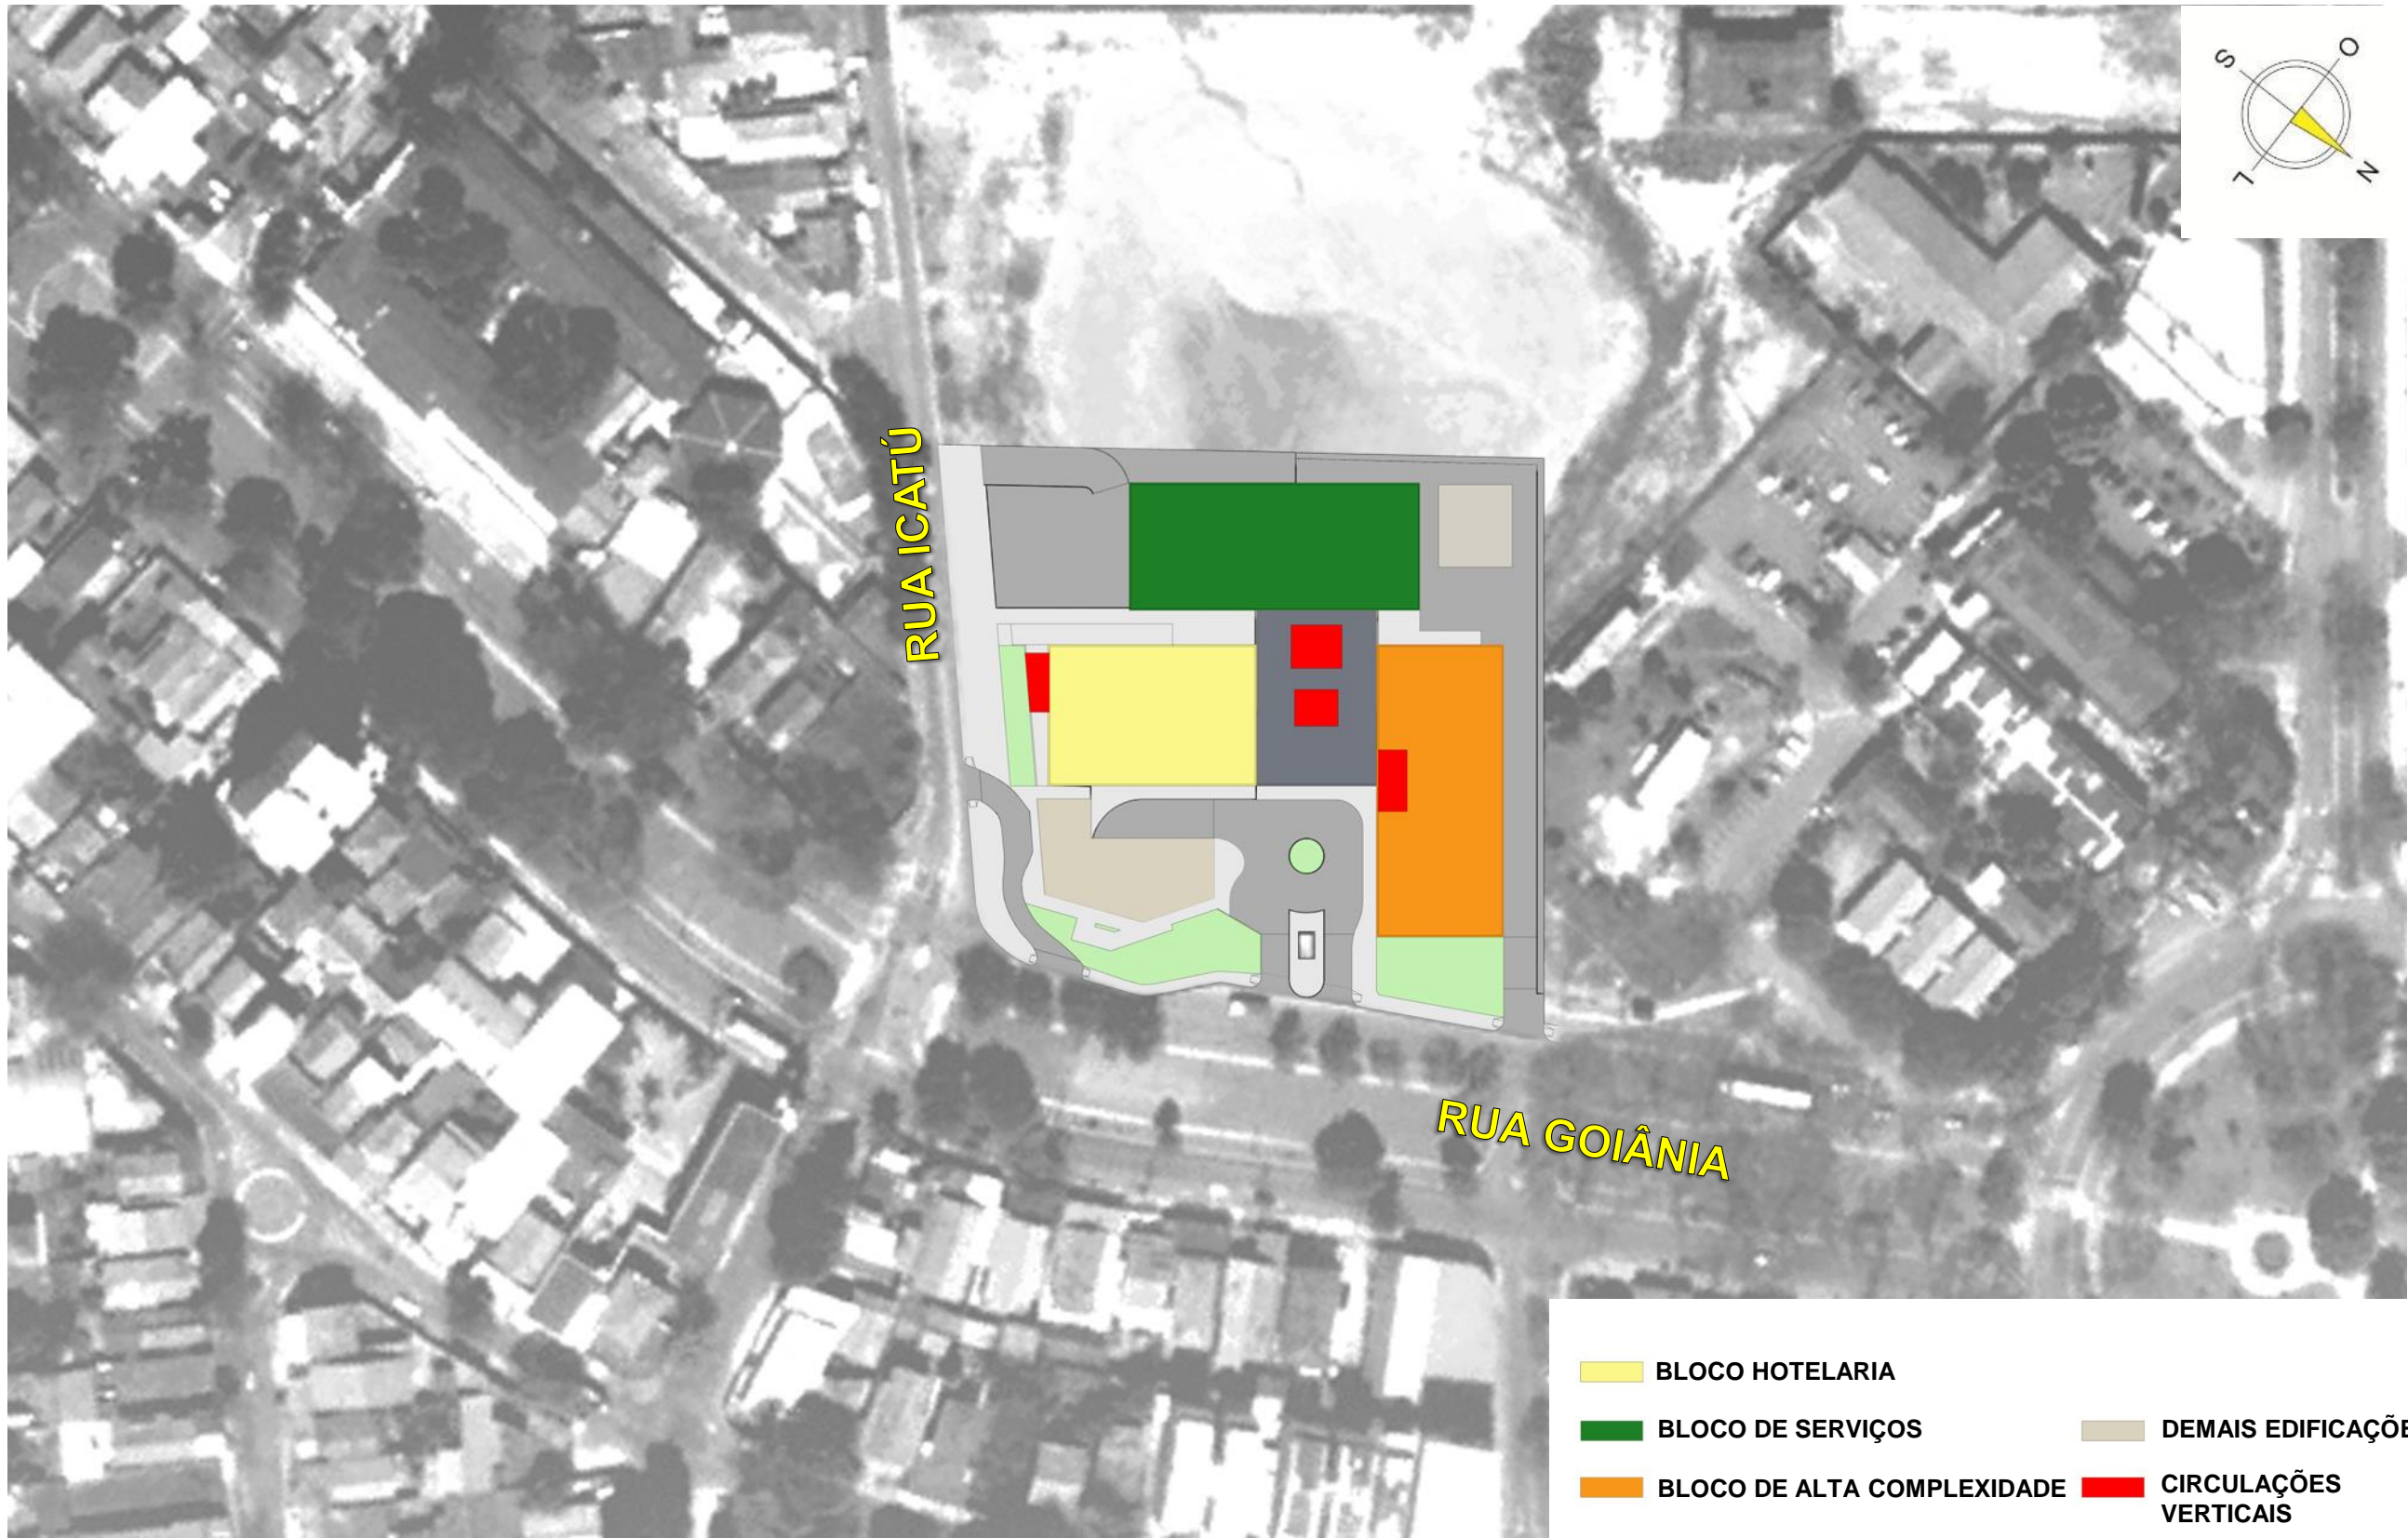 S
O
L
N
RUA ICATÚ
RUA GOIÂNIA
BLOCO HOTELARIA
BLOCO DE SERVIÇOS
DEMAIS EDIFICAÇÕE
BLOCO DE ALTA COMPLEXIDADE
CIRCULAÇÕES
VERTICAIS